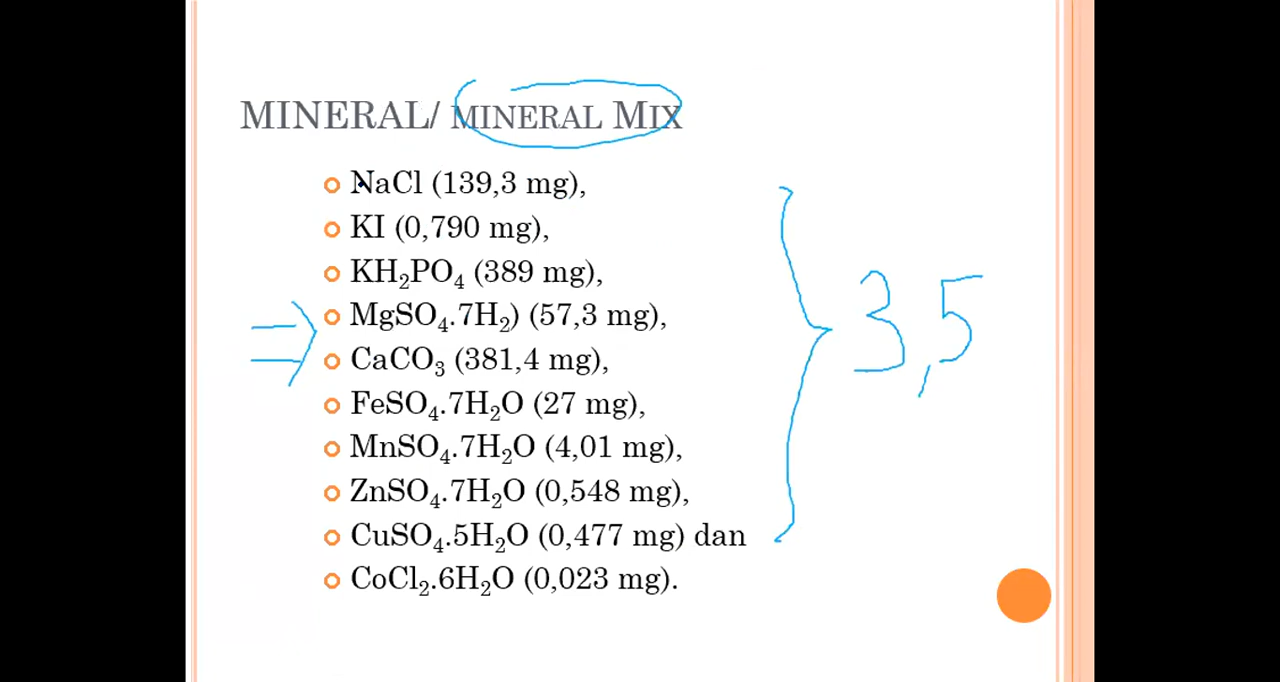 MINERAL/ MINERAL MIX
NaCl (139,3 mg),
KI (0,790 mg),
KH₂PO₄ (389 mg),
MgSO₄.7H₂) (57,3 mg),
CaCO₃ (381,4 mg),
FeSO₄.7H₂O (27 mg),
MnSO₄.7H₂O (4,01 mg),
ZnSO₄.7H₂O (0,548 mg),
CuSO₄.5H₂O (0,477 mg) dan
CoCl₂.6H₂O (0,023 mg).
3,5